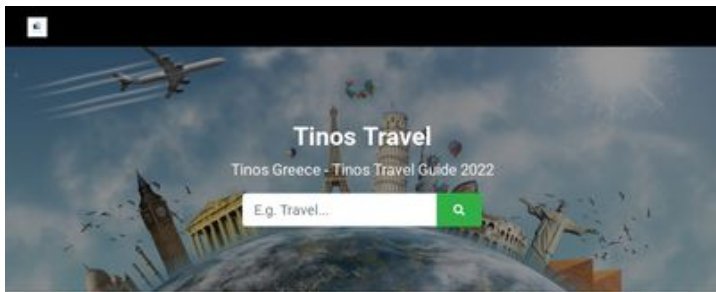 Tinos Travel
Tinos Greece - Tinos Travel Guide 2022
E.g. Travel...